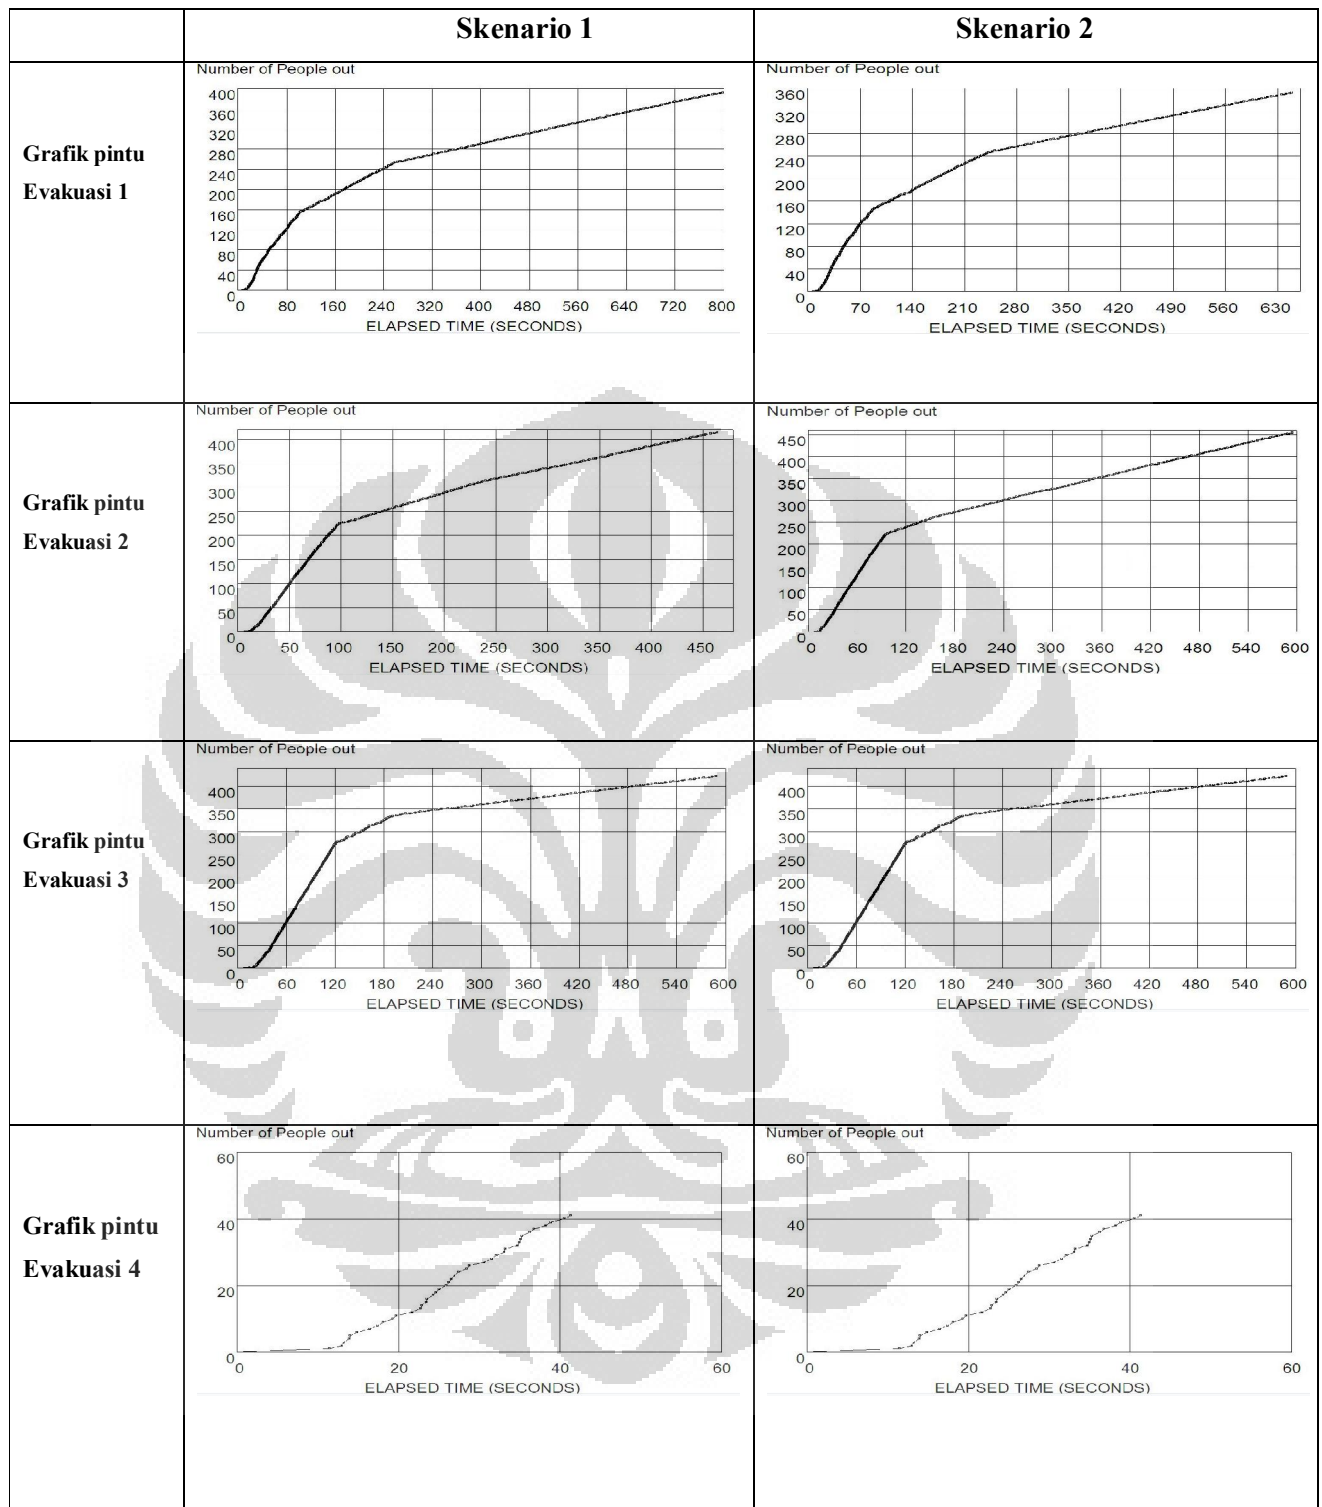 Skenario 1
Skenario 2
Grafik pintu
Evakuasi 1
Number of People out
400
360
320
280
240
200
160
120
80
40
0
0 80 160 240 320 400 480 560 640 720 800
ELAPSED TIME (SECONDS)
Number of People out
360
320
280
240
200
160
120
80
40
0
0 70 140 210 280 350 420 490 560 630
ELAPSED TIME (SECONDS)
Grafik pintu
Evakuasi 2
Number of People out
400
350
300
250
200
150
100
50
0
0 50 100 150 200 250 300 350 400 450
ELAPSED TIME (SECONDS)
Number of People out
450
400
350
300
250
200
150
100
50
0
0 60 120 180 240 300 360 420 480 540 600
ELAPSED TIME (SECONDS)
Grafik pintu
Evakuasi 3
Number of People out
400
350
300
250
200
150
100
50
0
0 60 120 180 240 300 360 420 480 540 600
ELAPSED TIME (SECONDS)
Number of People out
400
350
300
250
200
150
100
50
0
0 60 120 180 240 300 360 420 480 540 600
ELAPSED TIME (SECONDS)
Grafik pintu
Evakuasi 4
Number of People out
60
40
20
0
0 20 40 60
ELAPSED TIME (SECONDS)
Number of People out
60
40
20
0
0 20 40 60
ELAPSED TIME (SECONDS)